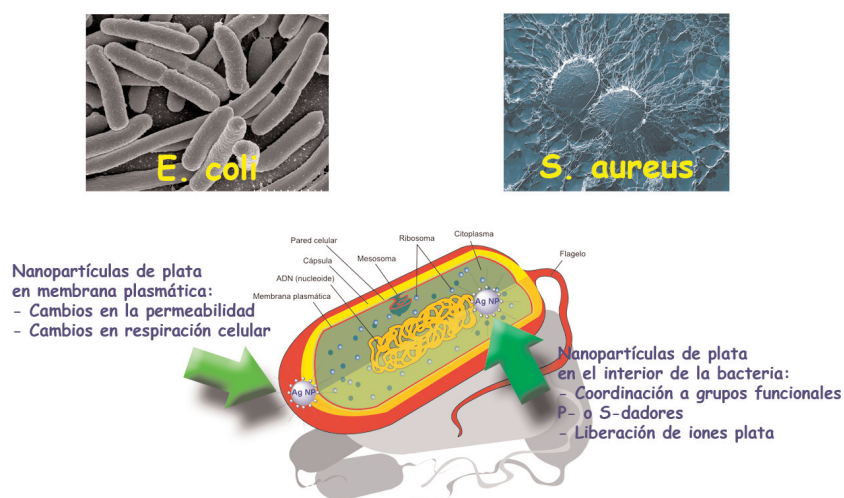 E. coli
S. aureus
Pared celular
Cápsula
ADN (nucleoide)
Membrana plasmática
Mesosoma
Ribosoma
Citoplasma
Flagelo
Nanopartículas de plata
en membrana plasmática:
- Cambios en la permeabilidad
- Cambios en respiración celular
Ag NP
Ag NP
Nanopartículas de plata
en el interior de la bacteria:
- Coordinación a grupos funcionales
P- o S-dadores
- Liberación de iones plata